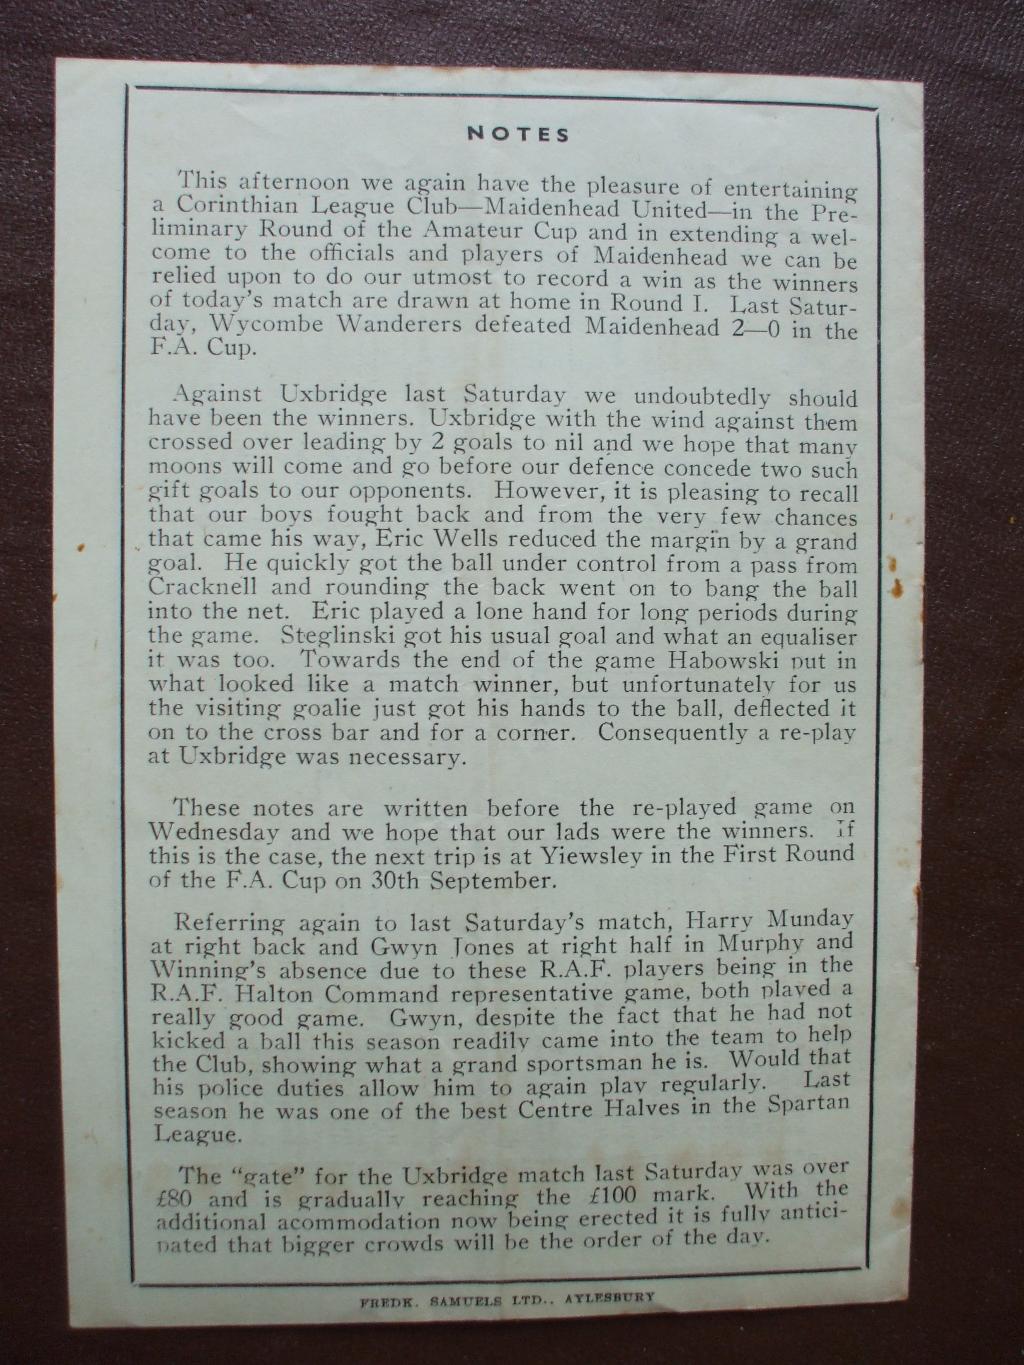 NOTES
This afternoon we again have the pleasure of entertaining
a Corinthian League Club—Maidenhead United—in the Pre-
liminary Round of the Amateur Cup and in extending a wel-
come to the officials and players of Maidenhead we can be
relied upon to do our utmost to record a win as the winners
of today's match are drawn at home in Round I. Last Satur-
day, Wycombe Wanderers defeated Maidenhead 2—0 in the
F.A. Cup.
Against Uxbridge last Saturday we undoubtedly should
have been the winners. Uxbridge with the wind against them
crossed over leading by 2 goals to nil and we hope that many
moons will come and go before our defence concede two such
gift goals to our opponents. However, it is pleasing to recall
that our boys fought back and from the very few chances
that came his way, Eric Wells reduced the margin by a grand
goal. He quickly got the ball under control from a pass from
Cracknell and rounding the back went on to bang the ball
into the net. Eric played a lone hand for long periods during
the game. Steglinski got his usual goal and what an equaliser
it was too. Towards the end of the game Habowski put in
what looked like a match winner, but unfortunately for us
the visiting goalie just got his hands to the ball, deflected it
on to the cross bar and for a corner. Consequently a re-play
at Uxbridge was necessary.
These notes are written before the re-played game on
Wednesday and we hope that our lads were the winners. If
this is the case, the next trip is at Yiewsley in the First Round
of the F.A. Cup on 30th September.
Referring again to last Saturday's match, Harry Munday
at right back and Gwyn Jones at right half in Murphy and
Winning's absence due to these R.A.F. players being in the
R.A.F. Halton Command representative game, both played a
really good game. Gwyn, despite the fact that he had not
kicked a ball this season readily came into the team to help
the Club, showing what a grand sportsman he is. Would that
his police duties allow him to again play regularly. Last
season he was one of the best Centre Halves in the Spartan
League.
The "gate" for the Uxbridge match last Saturday was over
£80 and is gradually reaching the £100 mark. With the
additional acommodation now being erected it is fully antici-
pated that bigger crowds will be the order of the day.
FREDK. SAMUELS LTD., AYLESBURY